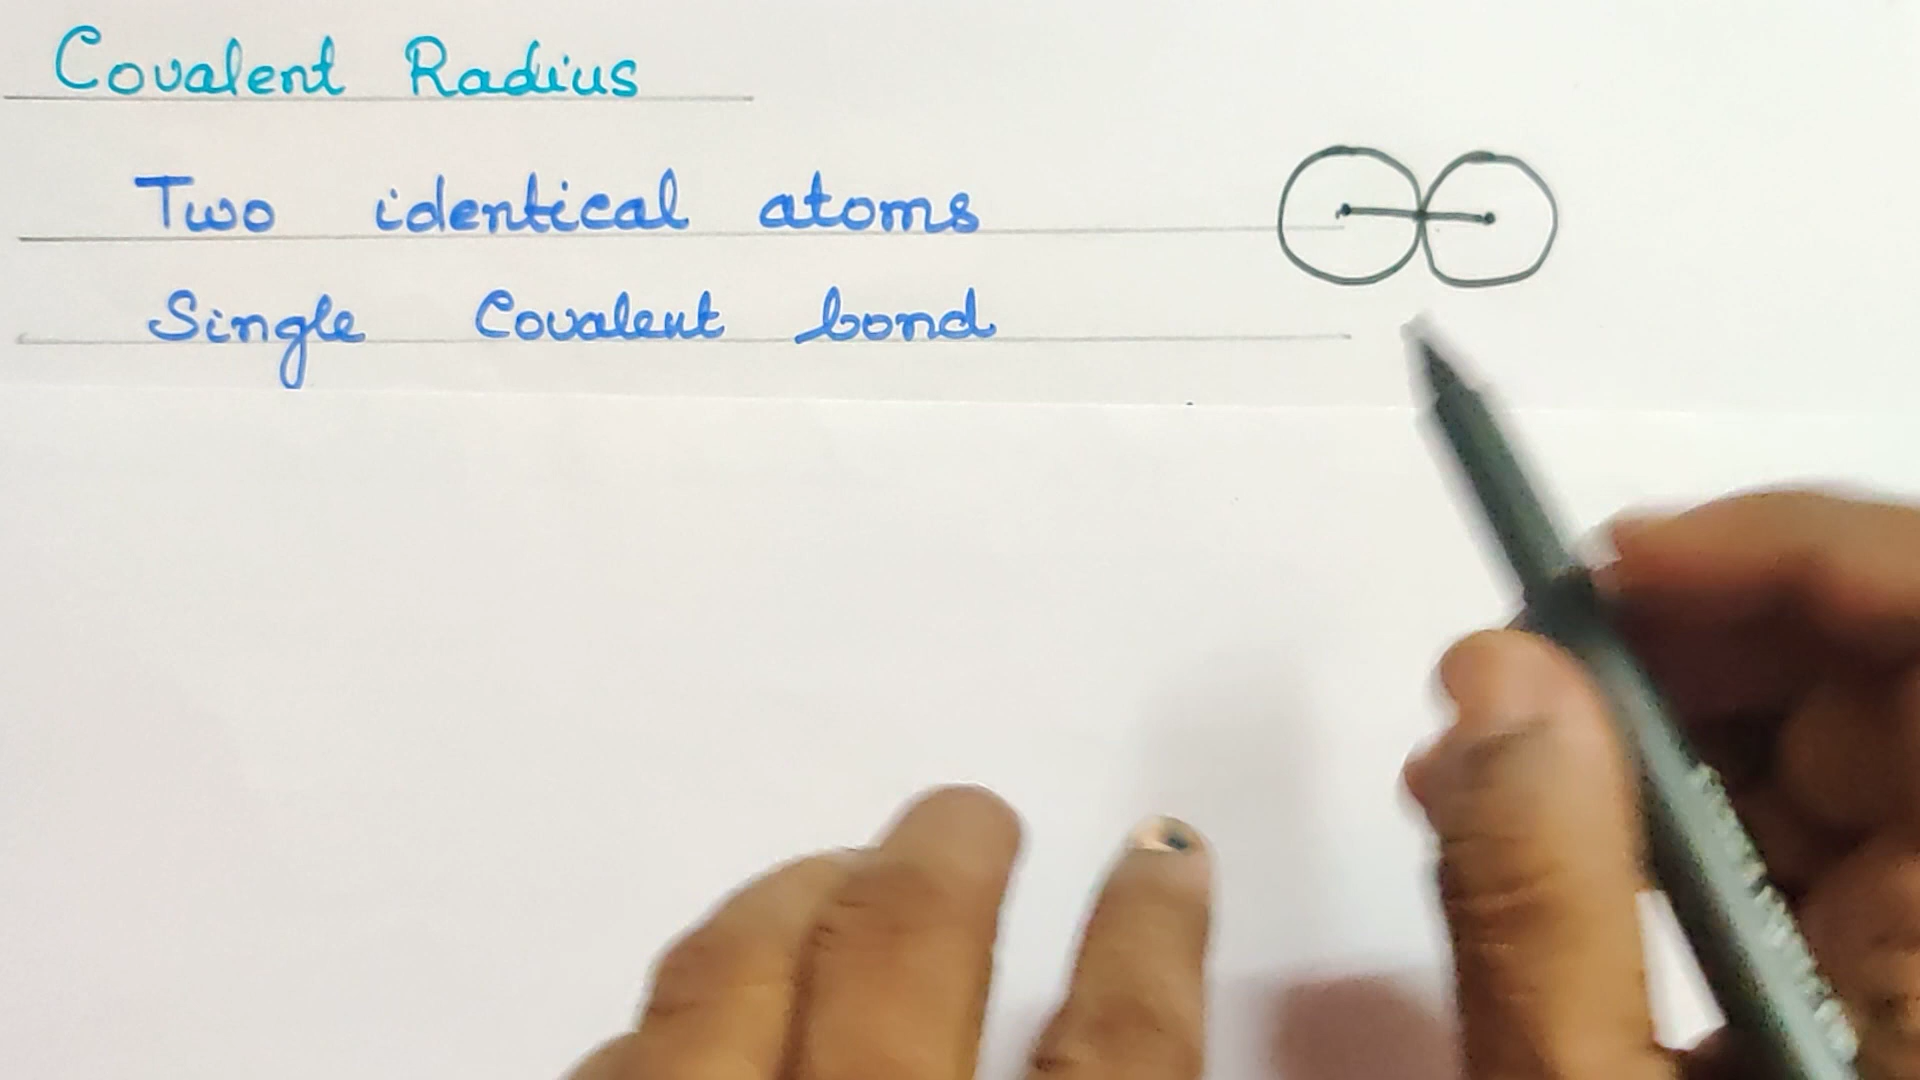 Covalent Radius
Two identical atoms
Single Covalent bond